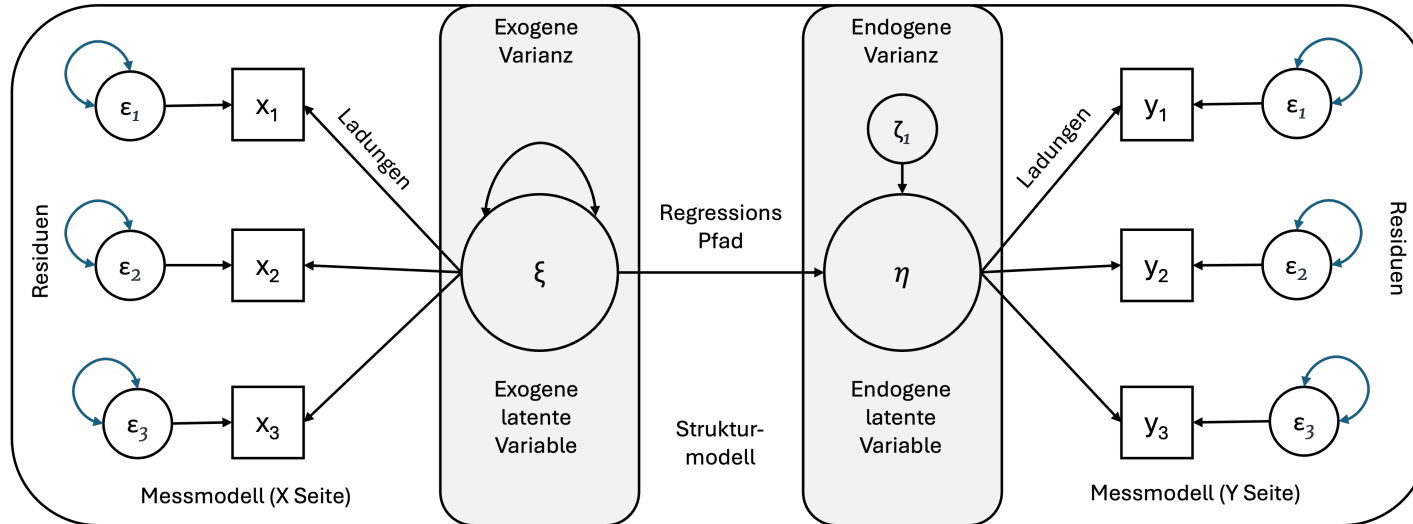 Exogene
Varianz
Endogene
Varianz
ε1
x1
Ladungen
ζ1
Ladungen
y1
ε1
Residuen
ε2
x2
ξ
Regressions
Pfad
η
y2
ε2
Residuen
ε3
x3
Exogene
latente
Variable
Struktur-
modell
Endogene
latente
Variable
y3
ε3
Messmodell (X Seite)
Messmodell (Y Seite)